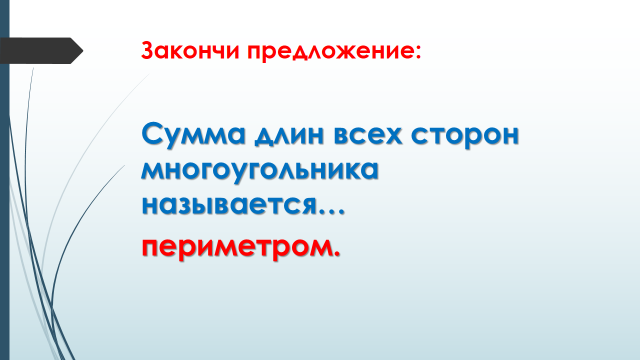 Закончи предложение:
Сумма длин всех сторон
многоугольника
называется…
периметром.